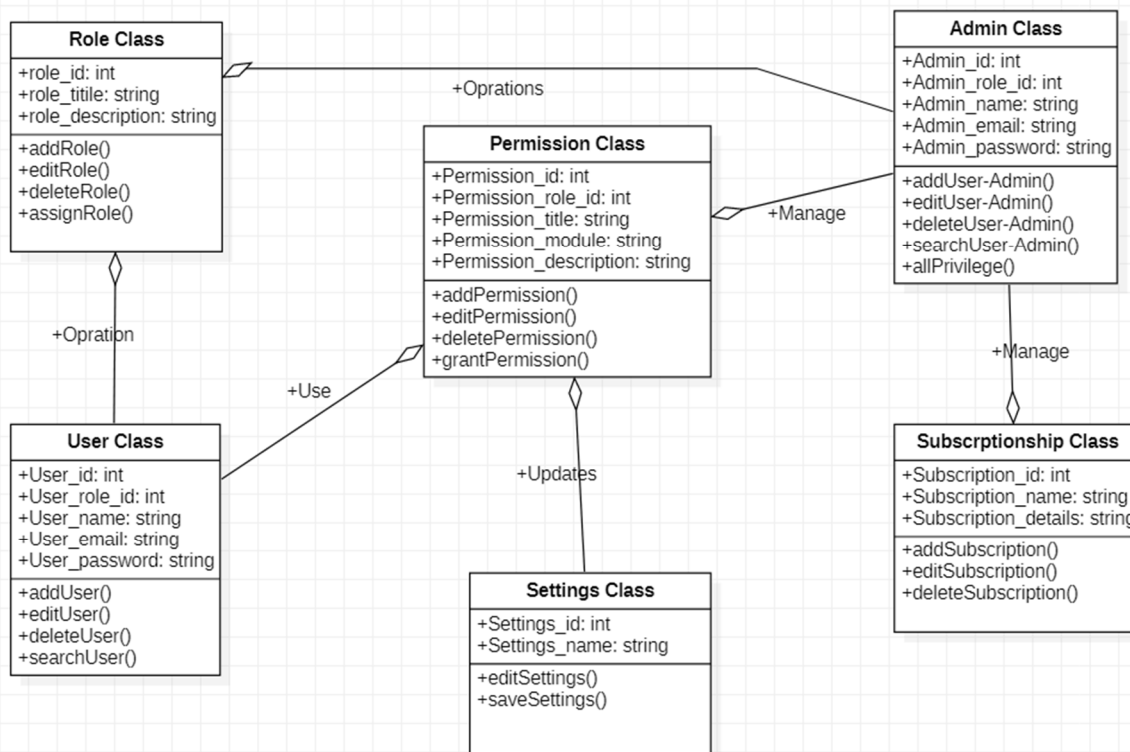 Role Class
+role_id: int
+role_titile: string
+role_description: string
+addRole()
+editRole()
+deleteRole()
+assignRole()
+Oprations
Admin Class
+Admin_id: int
+Admin_role_id: int
+Admin_name: string
+Admin_email: string
+Admin_password: string
+addUser-Admin()
+editUser-Admin()
+deleteUser-Admin()
+searchUser-Admin()
+allPrivilege()
Permission Class
+Permission_id: int
+Permission_role_id: int
+Permission_title: string
+Permission_module: string
+Permission_description: string
+addPermission()
+editPermission()
+deletePermission()
+grantPermission()
+Manage
+Opration
+Use
+Manage
+Updates
User Class
+User_id: int
+User_role_id: int
+User_name: string
+User_email: string
+User_password: string
+addUser()
+editUser()
+deleteUser()
+searchUser()
Subscrptionship Class
+Subscription_id: int
+Subscription_name: string
+Subscription_details: string
+addSubscription()
+editSubscription()
+deleteSubscription()
Settings Class
+Settings_id: int
+Settings_name: string
+editSettings()
+saveSettings()